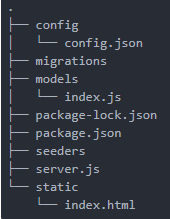 .
├── config
│   └── config.json
├── migrations
├── models
│   └── index.js
├── package-lock.json
├── package.json
├── seeders
├── server.js
└── static
    └── index.html